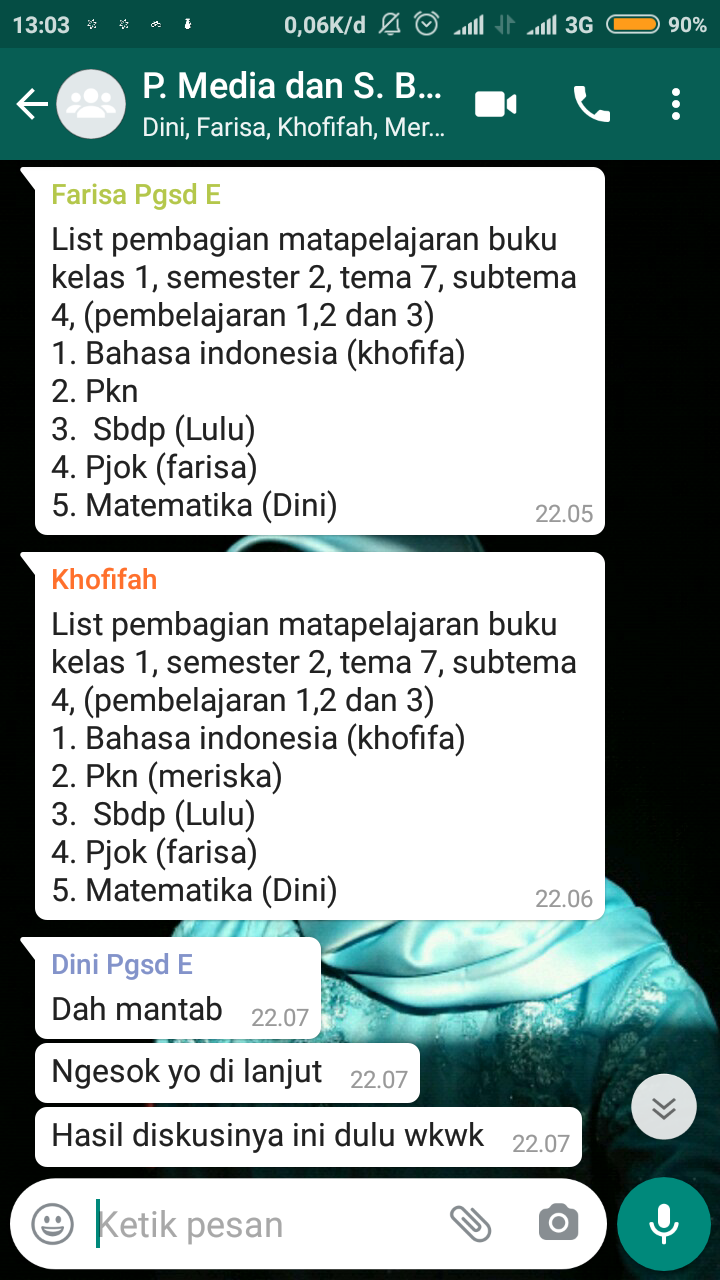 13:03
0,06K/d
3G
90%
P. Media dan S. B...
Dini, Farisa, Khofifah, Mer...
Farisa Pgsd E
List pembagian matapelajaran buku
kelas 1, semester 2, tema 7, subtema
4, (pembelajaran 1,2 dan 3)
1. Bahasa indonesia (khofifa)
2. Pkn
3. Sbdp (Lulu)
4. Pjok (farisa)
5. Matematika (Dini)
22.05
Khofifah
List pembagian matapelajaran buku
kelas 1, semester 2, tema 7, subtema
4, (pembelajaran 1,2 dan 3)
1. Bahasa indonesia (khofifa)
2. Pkn (meriska)
3. Sbdp (Lulu)
4. Pjok (farisa)
5. Matematika (Dini)
22.06
Dini Pgsd E
Dah mantab 22.07
Ngesok yo di lanjut 22.07
Hasil diskusinya ini dulu wkwk 22.07
Ketik pesan